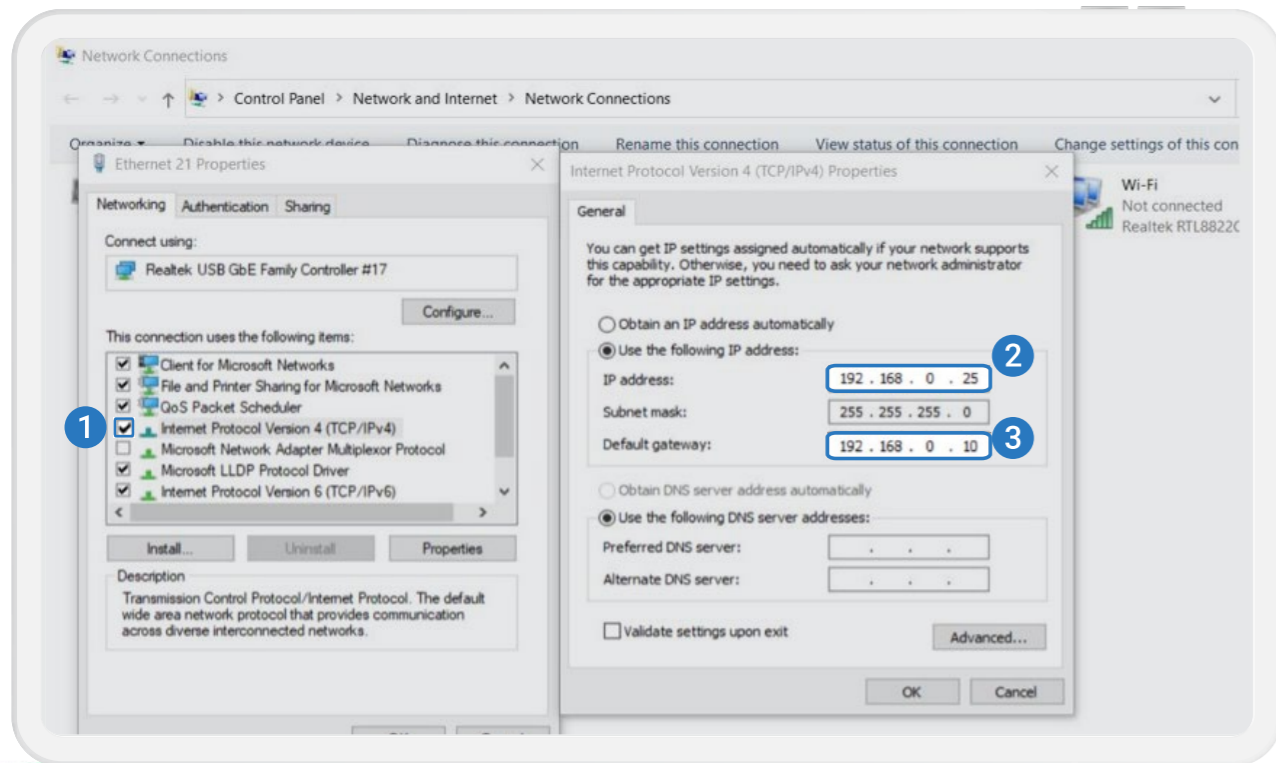 Network Connections
Control Panel > Network and Internet > Network Connections
Organize Disable this network device Diagnose this connection Rename this connection View status of this connection Change settings of this con
Ethernet 21 Properties
Networking Authentication Sharing
Connect using:
Realtek USB GbE Family Controller #17
Configure...
This connection uses the following items:
Client for Microsoft Networks
File and Printer Sharing for Microsoft Networks
QoS Packet Scheduler
1 Internet Protocol Version 4 (TCP/IPv4)
Microsoft Network Adapter Multiplexor Protocol
Microsoft LLDP Protocol Driver
Internet Protocol Version 6 (TCP/IPv6)
Install... Uninstall Properties
Description
Transmission Control Protocol/Internet Protocol. The default
wide area network protocol that provides communication
across diverse interconnected networks.
Internet Protocol Version 4 (TCP/IPv4) Properties
General
You can get IP settings assigned automatically if your network supports
this capability. Otherwise, you need to ask your network administrator
for the appropriate IP settings.
Obtain an IP address automatically
Use the following IP address:
2
IP address: 192 . 168 . 0 . 25
Subnet mask: 255 . 255 . 255 . 0
Default gateway: 192 . 168 . 0 . 10 3
Obtain DNS server address automatically
Use the following DNS server addresses:
Preferred DNS server: . . .
Alternate DNS server: . . .
Validate settings upon exit
Advanced...
OK Cancel
Wi-Fi
Not connected
Realtek RTL8822C